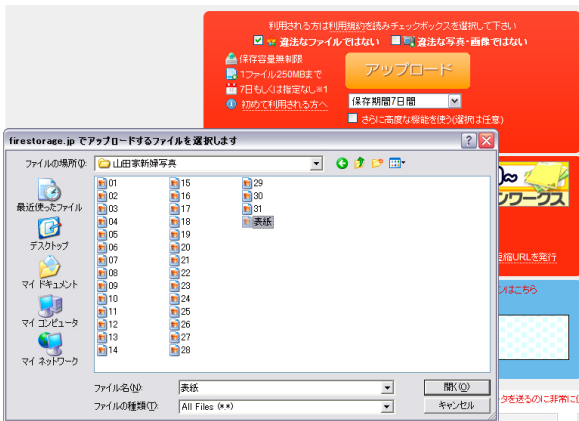 利用される方は利用規約を読みチェックボックスを選択して下さい
違法なファイルではない 違法な写真・画像ではない
保存容量無制限
1ファイル250MBまで
7日もしくは指定なし※1
初めて利用される方へ
アップロード
保存期間7日間
さらに高度な機能を使う(選択は任意)
firestorage.jp でアップロードするファイルを選択します
ファイルの場所(I):
山田家新婦写真
最近使ったファイル
デスクトップ
マイ ドキュメント
マイ コンピュータ
マイ ネットワーク
01
02
03
04
05
06
07
08
09
10
11
12
13
14
15
16
17
18
19
20
21
22
23
24
25
26
27
28
29
30
31
表紙
ファイル名(N):
表紙
開く(O)
ファイルの種類(T):
All Files (*.*)
キャンセル
ワークス
URLを発行
はこちら
タを送るのに非常に